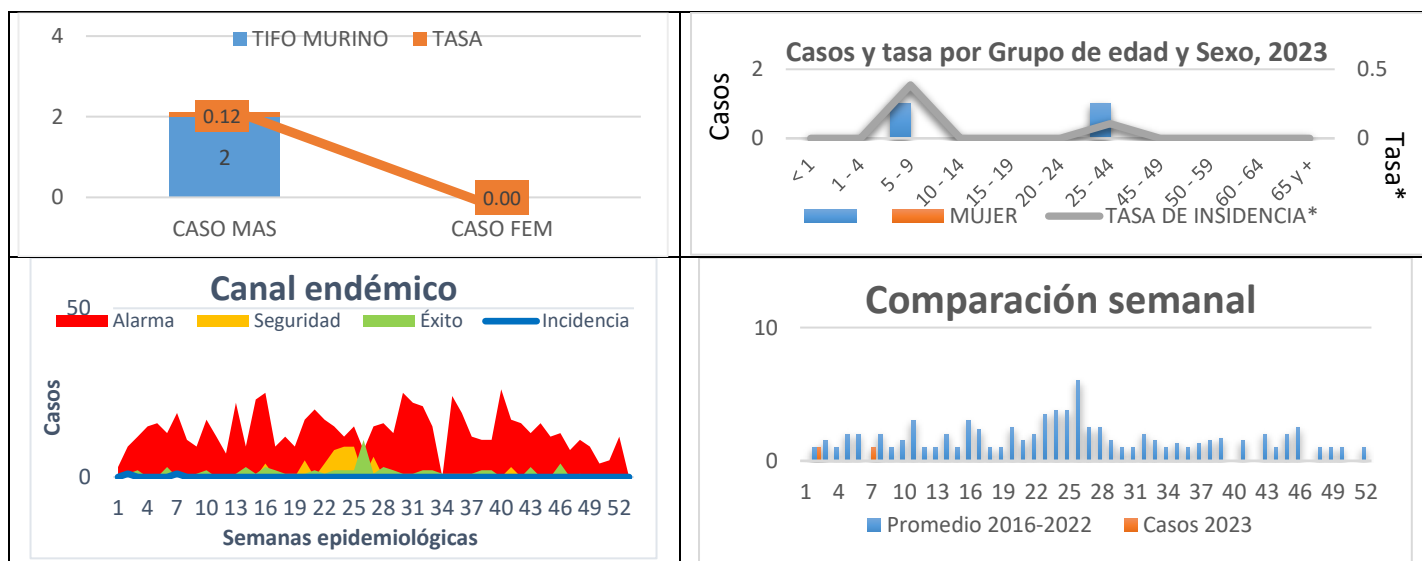 4
TIFO MURINO TASA
2
0
0.12
2
0.00
CASO MAS CASO FEM
Casos y tasa por Grupo de edad y Sexo, 2023
Casos
2
0
0.5
0
Tasa*
< 1 1 - 4 5 - 9 10 - 14 15 - 19 20 - 24 25 - 44 45 - 49 50 - 59 60 - 64 65 y +
MUJER TASA DE INSIDENCIA*
Canal endémico
50
Alarma Seguridad Éxito Incidencia
Casos
0
1 4 7 10 13 16 19 22 25 28 31 34 37 40 43 46 49 52
Semanas epidemiológicas
Comparación semanal
10
0
1 4 7 10 13 16 19 22 25 28 31 34 37 40 43 46 49 52
Promedio 2016-2022 Casos 2023